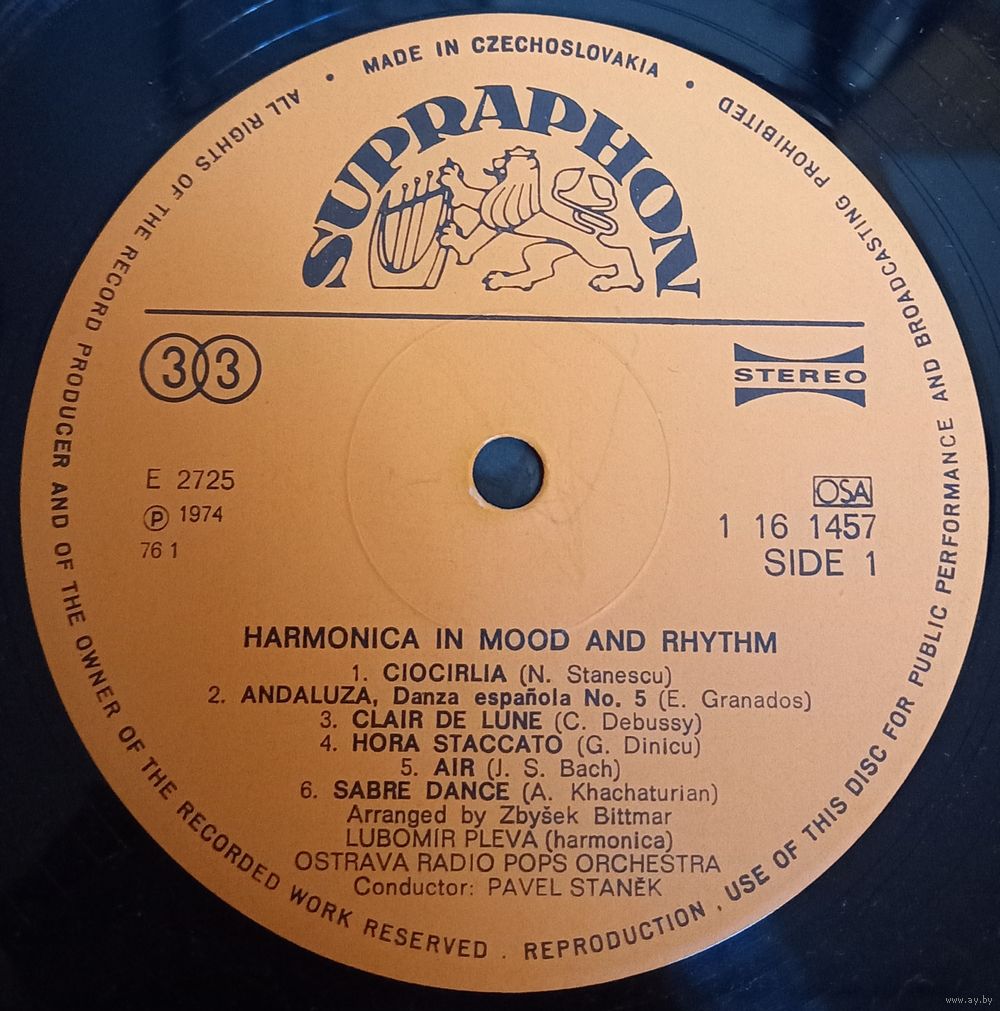 MADE IN CZECHOSLOVAKIA
ALL RIGHTS OF THE RECORD PRODUCER AND OF THE OWNER OF THE RECORDED WORK RESERVED . REPRODUCTION , USE OF THIS DISC FOR PUBLIC PERFORMANCE AND BROADCASTING PROHIBITED
SUPRAPHON
33
STEREO
E 2725
Ⓟ 1974
76 1
OSA
1 16 1457
SIDE 1
HARMONICA IN MOOD AND RHYTHM
1. CIOCIRLIA (N. Stanescu)
2. ANDALUZA, Danza española No. 5 (E. Granados)
3. CLAIR DE LUNE (C. Debussy)
4. HORA STACCATO (G. Dinicu)
5. AIR (J. S. Bach)
6. SABRE DANCE (A. Khachaturian)
Arranged by Zbyšek Bittmar
LUBOMÍR PLEVA (harmonica)
OSTRAVA RADIO POPS ORCHESTRA
Conductor: PAVEL STANĚK
www.ay.by